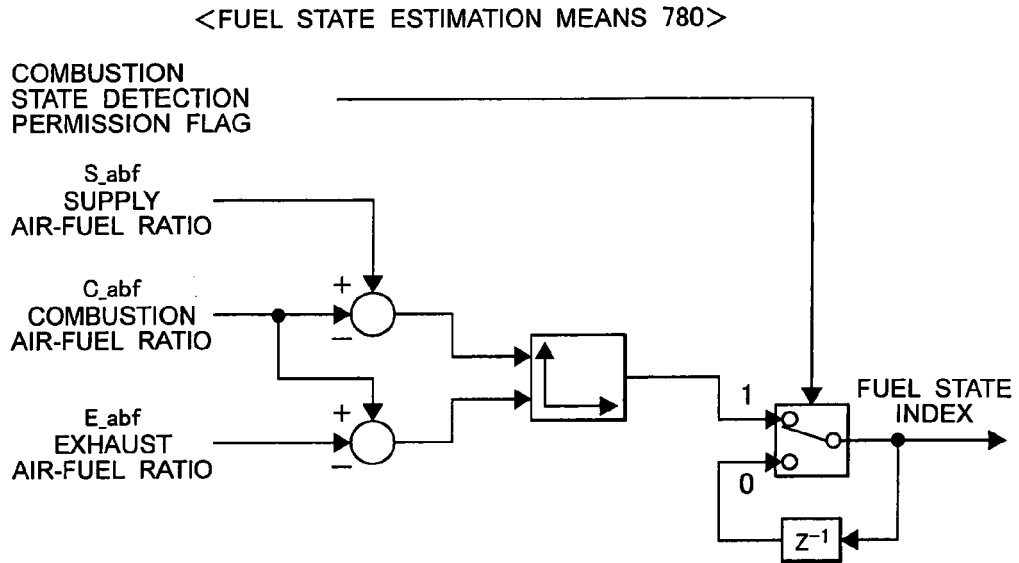 <FUEL STATE ESTIMATION MEANS 780>
COMBUSTION
STATE DETECTION
PERMISSION FLAG
S_abf
SUPPLY
AIR-FUEL RATIO
+
C_abf
COMBUSTION
AIR-FUEL RATIO
−
+
E_abf
EXHAUST
AIR-FUEL RATIO
−
1
0
FUEL STATE
INDEX
Z⁻¹